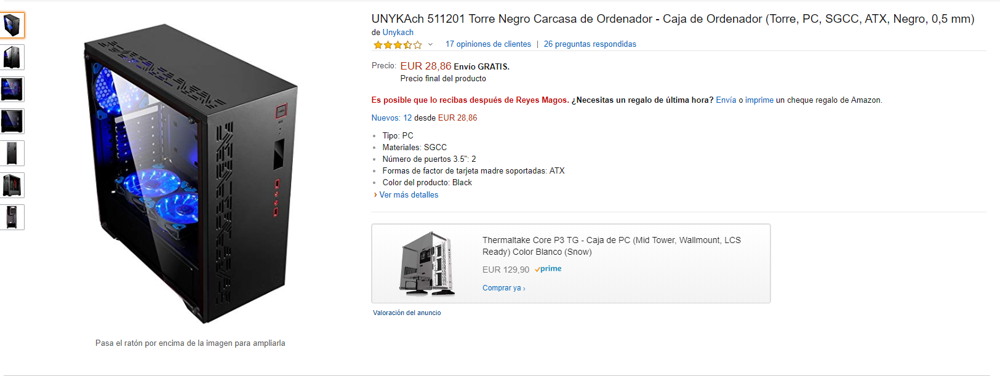 UNYKAch 511201 Torre Negro Carcasa de Ordenador - Caja de Ordenador (Torre, PC, SGCC, ATX, Negro, 0,5 mm)
de Unykach
17 opiniones de clientes | 26 preguntas respondidas
Precio: EUR 28,86 Envío GRATIS.
Precio final del producto
Es posible que lo recibas después de Reyes Magos. ¿Necesitas un regalo de última hora? Envía o imprime un cheque regalo de Amazon.
Nuevos: 12 desde EUR 28,86
Tipo: PC
Materiales: SGCC
Número de puertos 3.5": 2
Formas de factor de tarjeta madre soportadas: ATX
Color del producto: Black
› Ver más detalles
Thermaltake Core P3 TG - Caja de PC (Mid Tower, Wallmount, LCS
Ready) Color Blanco (Snow)
EUR 129,90 prime
Comprar ya ›
Valoración del anuncio
Pasa el ratón por encima de la imagen para ampliarla